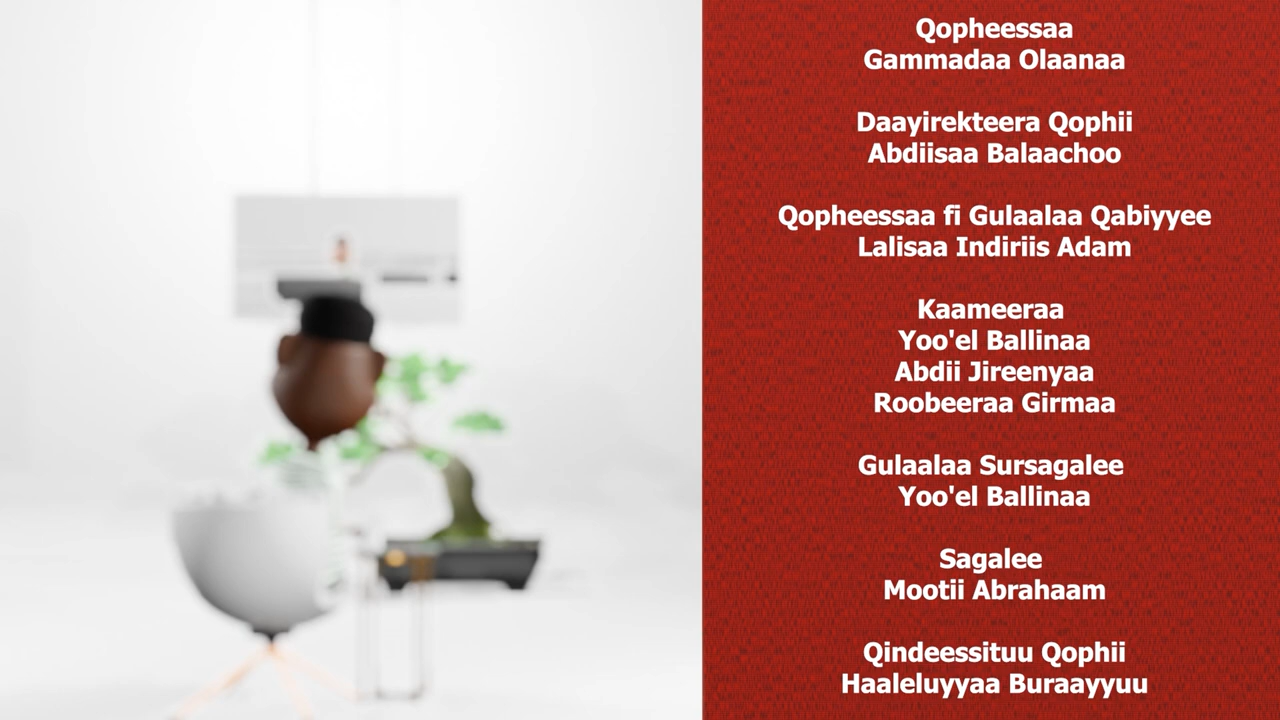 Qopheessaa
Gammadaa Olaanaa
Daayirekteera Qophii
Abdiisaa Balaachoo
Qopheessaa fi Gulaalaa Qabiyyee
Lalisaa Indiriis Adam
Kaameeraa
Yoo'el Ballinaa
Abdii Jireenyaa
Roobeeraa Girmaa
Gulaalaa Sursagalee
Yoo'el Ballinaa
Sagalee
Mootii Abrahaam
Qindeessituu Qophii
Haaleluyyaa Buraayyuu